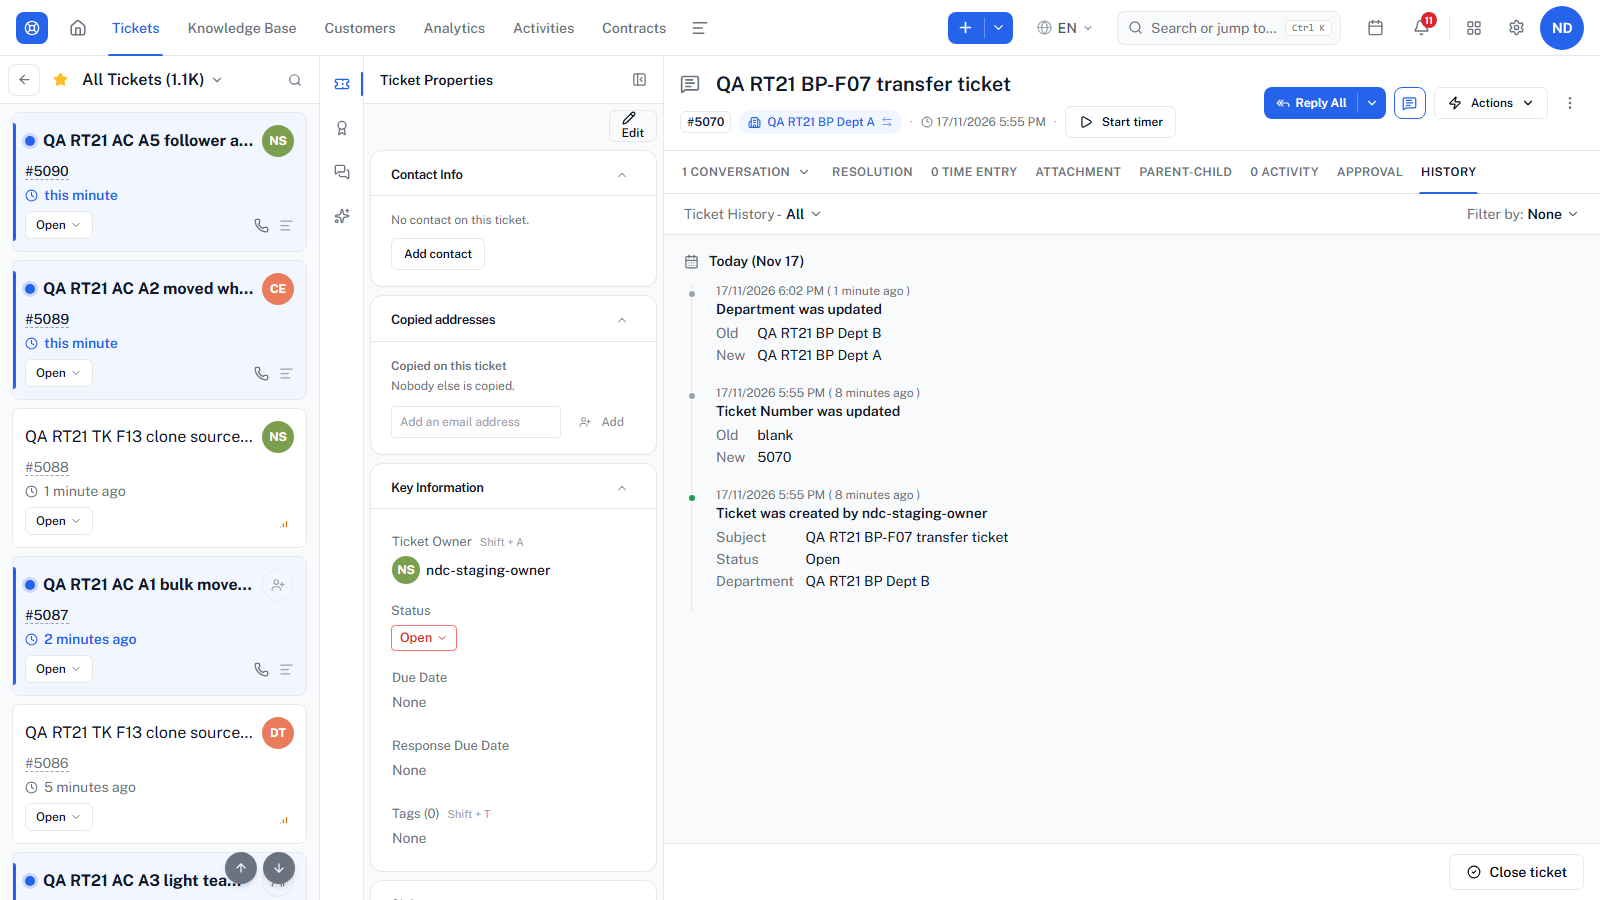 Tickets
Knowledge Base
Customers
Analytics
Activities
Contracts
EN
Search or jump to...
Ctrl K
11
ND
All Tickets (1.1K)
QA RT21 AC A5 follower a...
NS
#5090
this minute
Open
QA RT21 AC A2 moved wh...
CE
#5089
this minute
Open
QA RT21 TK F13 clone source...
NS
#5088
1 minute ago
Open
QA RT21 AC A1 bulk move...
#5087
2 minutes ago
Open
QA RT21 TK F13 clone source...
DT
#5086
5 minutes ago
Open
QA RT21 AC A3 light tea...
Ticket Properties
Edit
Contact Info
No contact on this ticket.
Add contact
Copied addresses
Copied on this ticket
Nobody else is copied.
Add an email address
Add
Key Information
Ticket Owner Shift + A
NS ndc-staging-owner
Status
Open
Due Date
None
Response Due Date
None
Tags (0) Shift + T
None
QA RT21 BP-F07 transfer ticket
#5070
QA RT21 BP Dept A
· 17/11/2026 5:55 PM ·
Start timer
Reply All
Actions
1 CONVERSATION
RESOLUTION
0 TIME ENTRY
ATTACHMENT
PARENT-CHILD
0 ACTIVITY
APPROVAL
HISTORY
Ticket History - All
Filter by: None
Today (Nov 17)
17/11/2026 6:02 PM ( 1 minute ago )
Department was updated
Old QA RT21 BP Dept B
New QA RT21 BP Dept A
17/11/2026 5:55 PM ( 8 minutes ago )
Ticket Number was updated
Old blank
New 5070
17/11/2026 5:55 PM ( 8 minutes ago )
Ticket was created by ndc-staging-owner
Subject QA RT21 BP-F07 transfer ticket
Status Open
Department QA RT21 BP Dept B
Close ticket